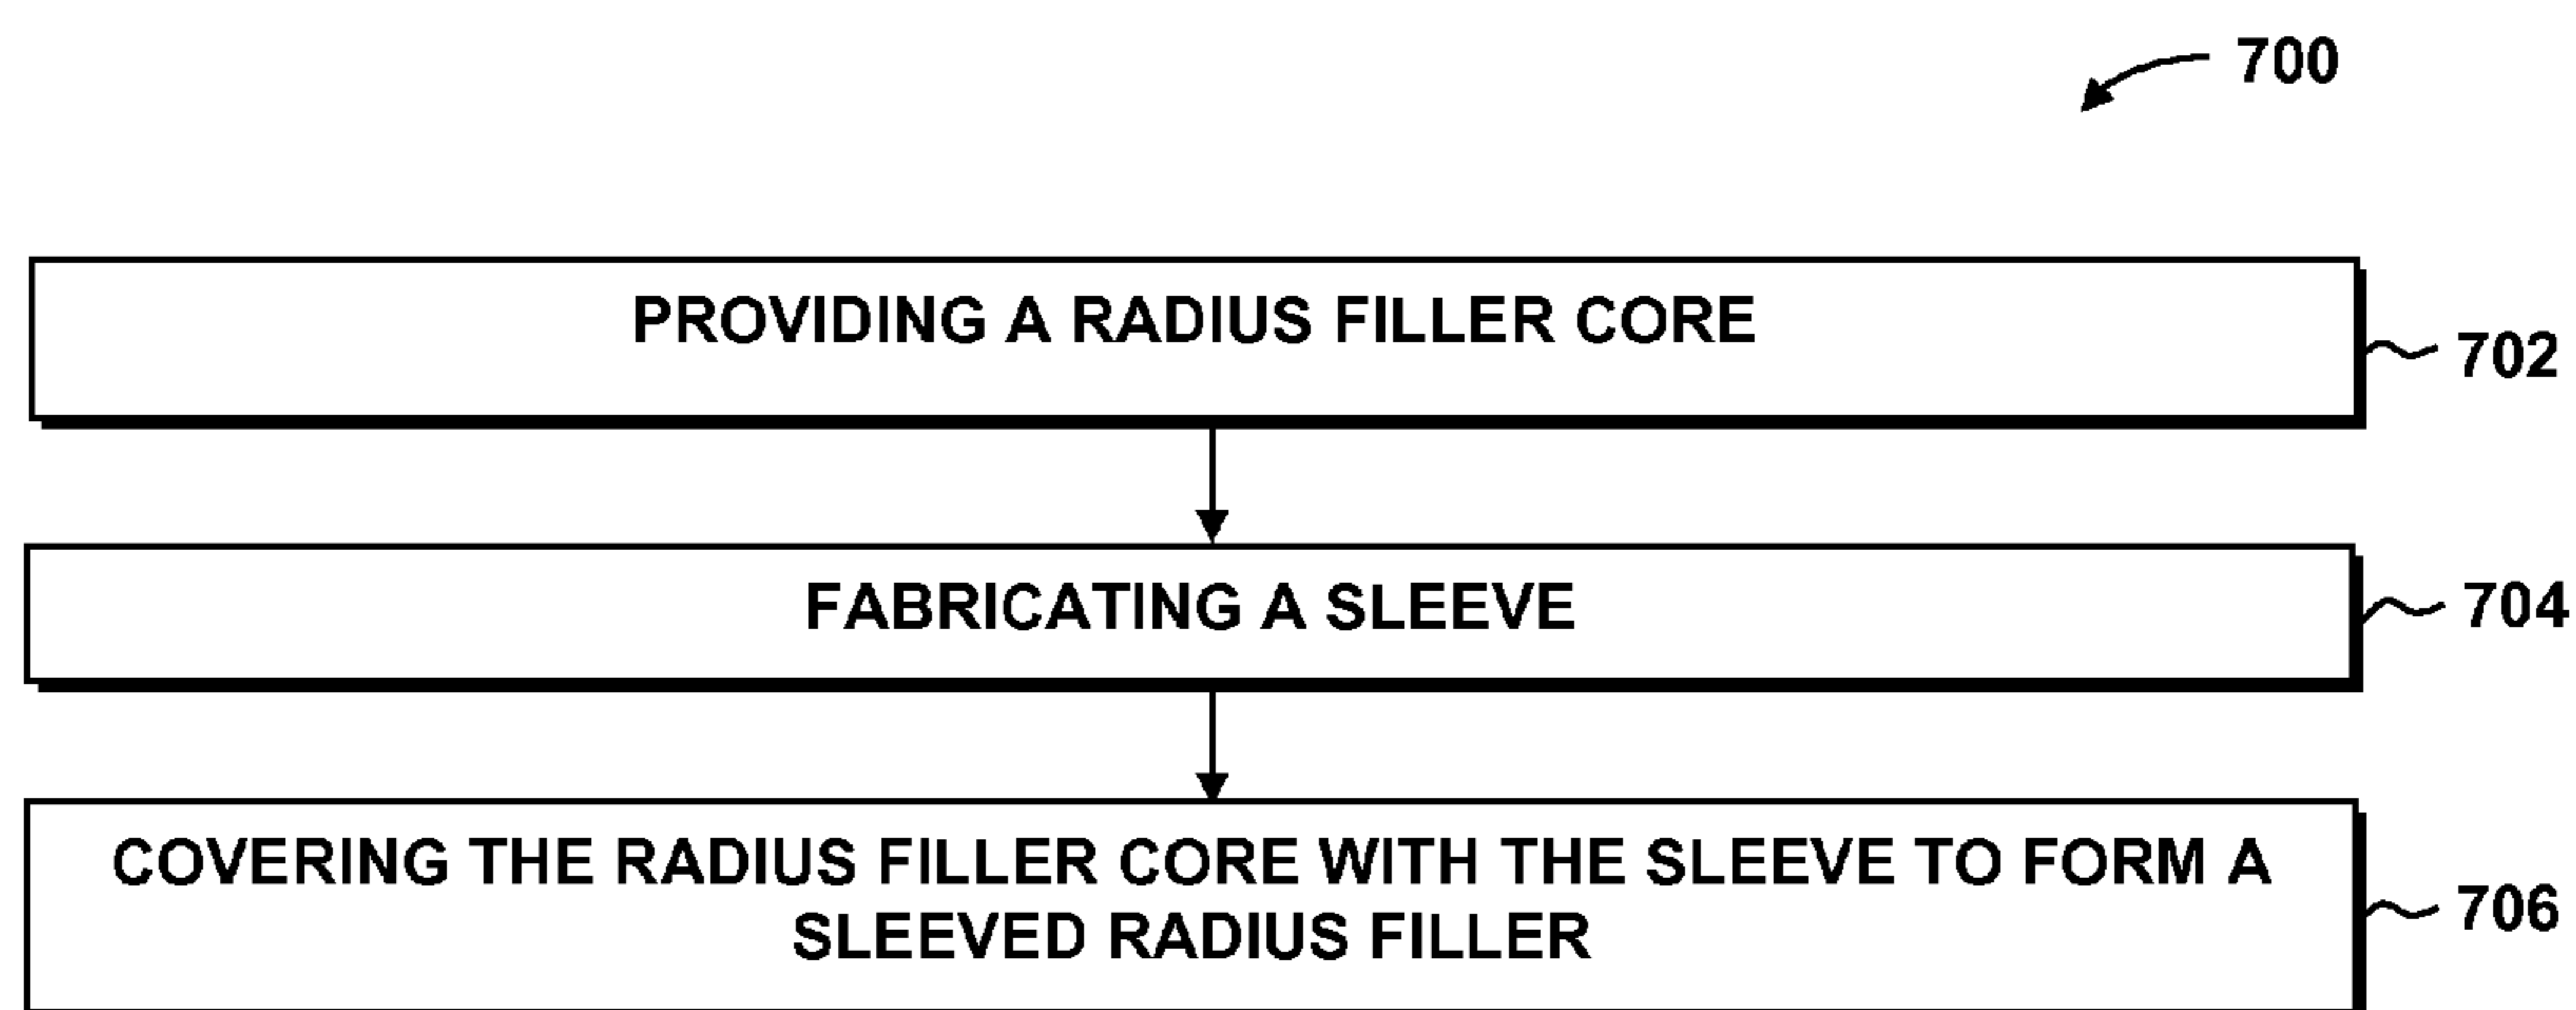 700
PROVIDING A RADIUS FILLER CORE
702
FABRICATING A SLEEVE
704
COVERING THE RADIUS FILLER CORE WITH THE SLEEVE TO FORM A
SLEEVED RADIUS FILLER
706